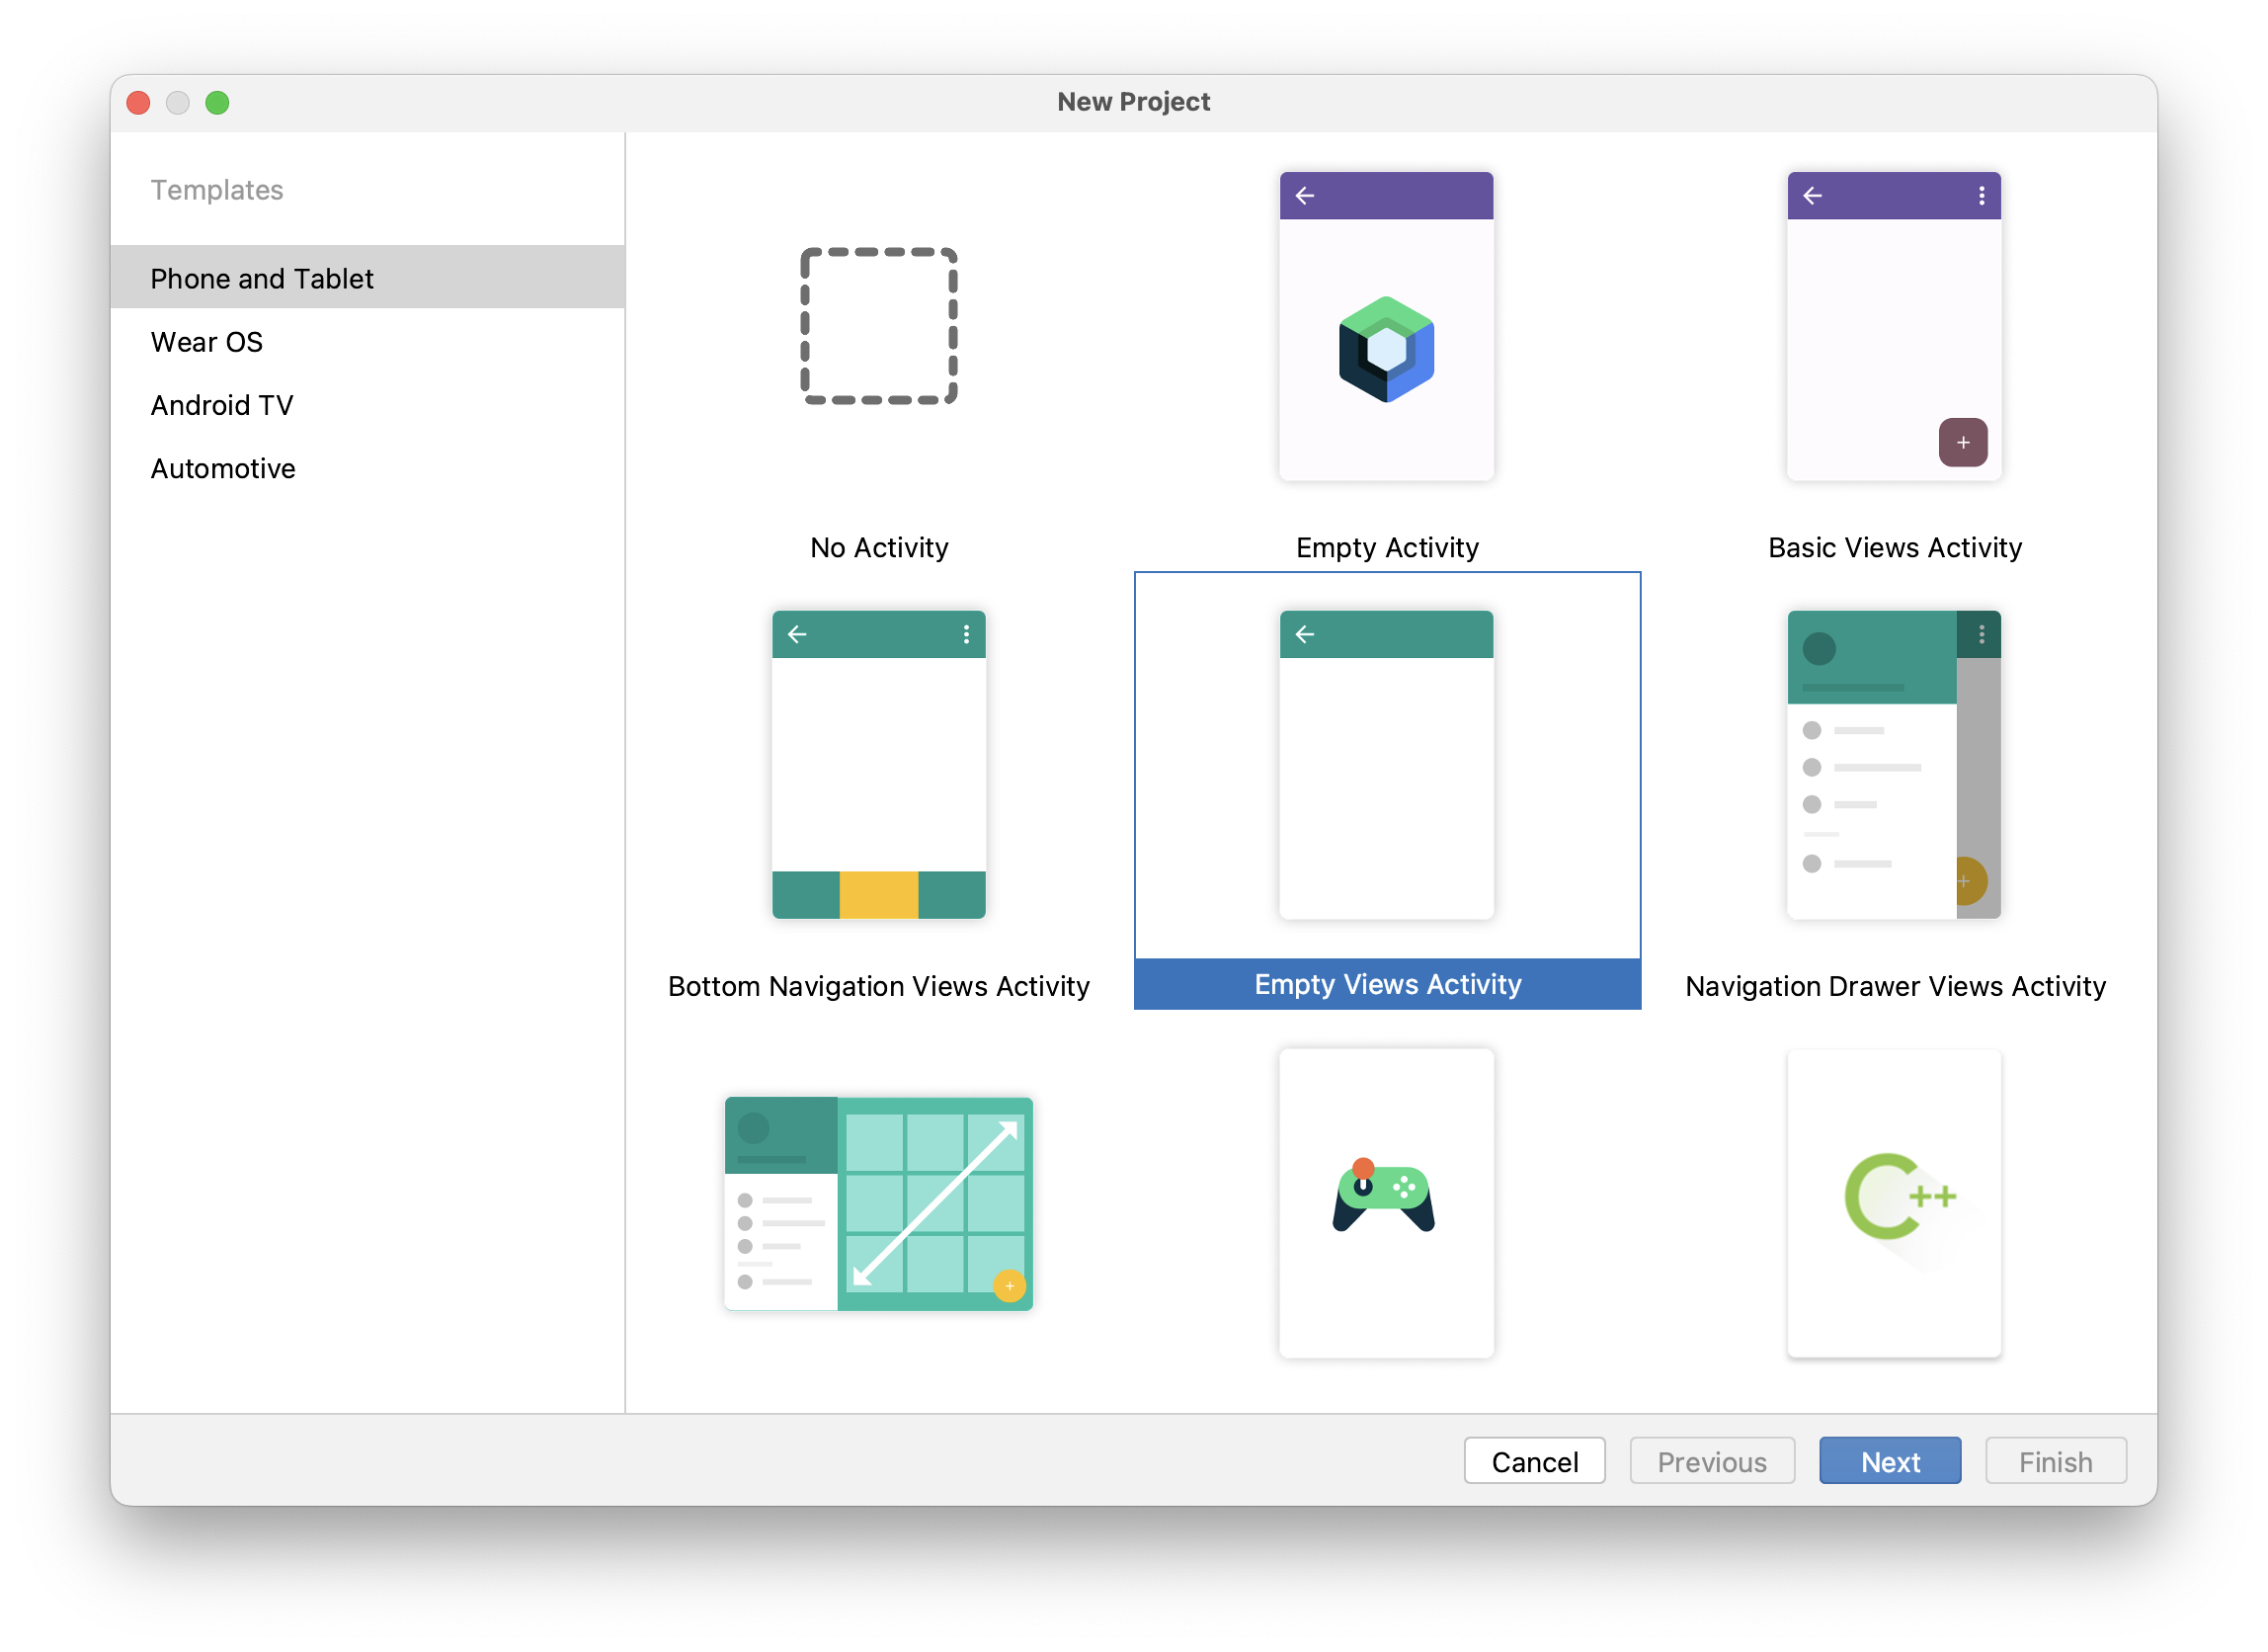 New Project
Templates
Phone and Tablet
Wear OS
Android TV
Automotive
No Activity
Empty Activity
Basic Views Activity
Bottom Navigation Views Activity
Empty Views Activity
Navigation Drawer Views Activity
C++
Cancel
Previous
Next
Finish